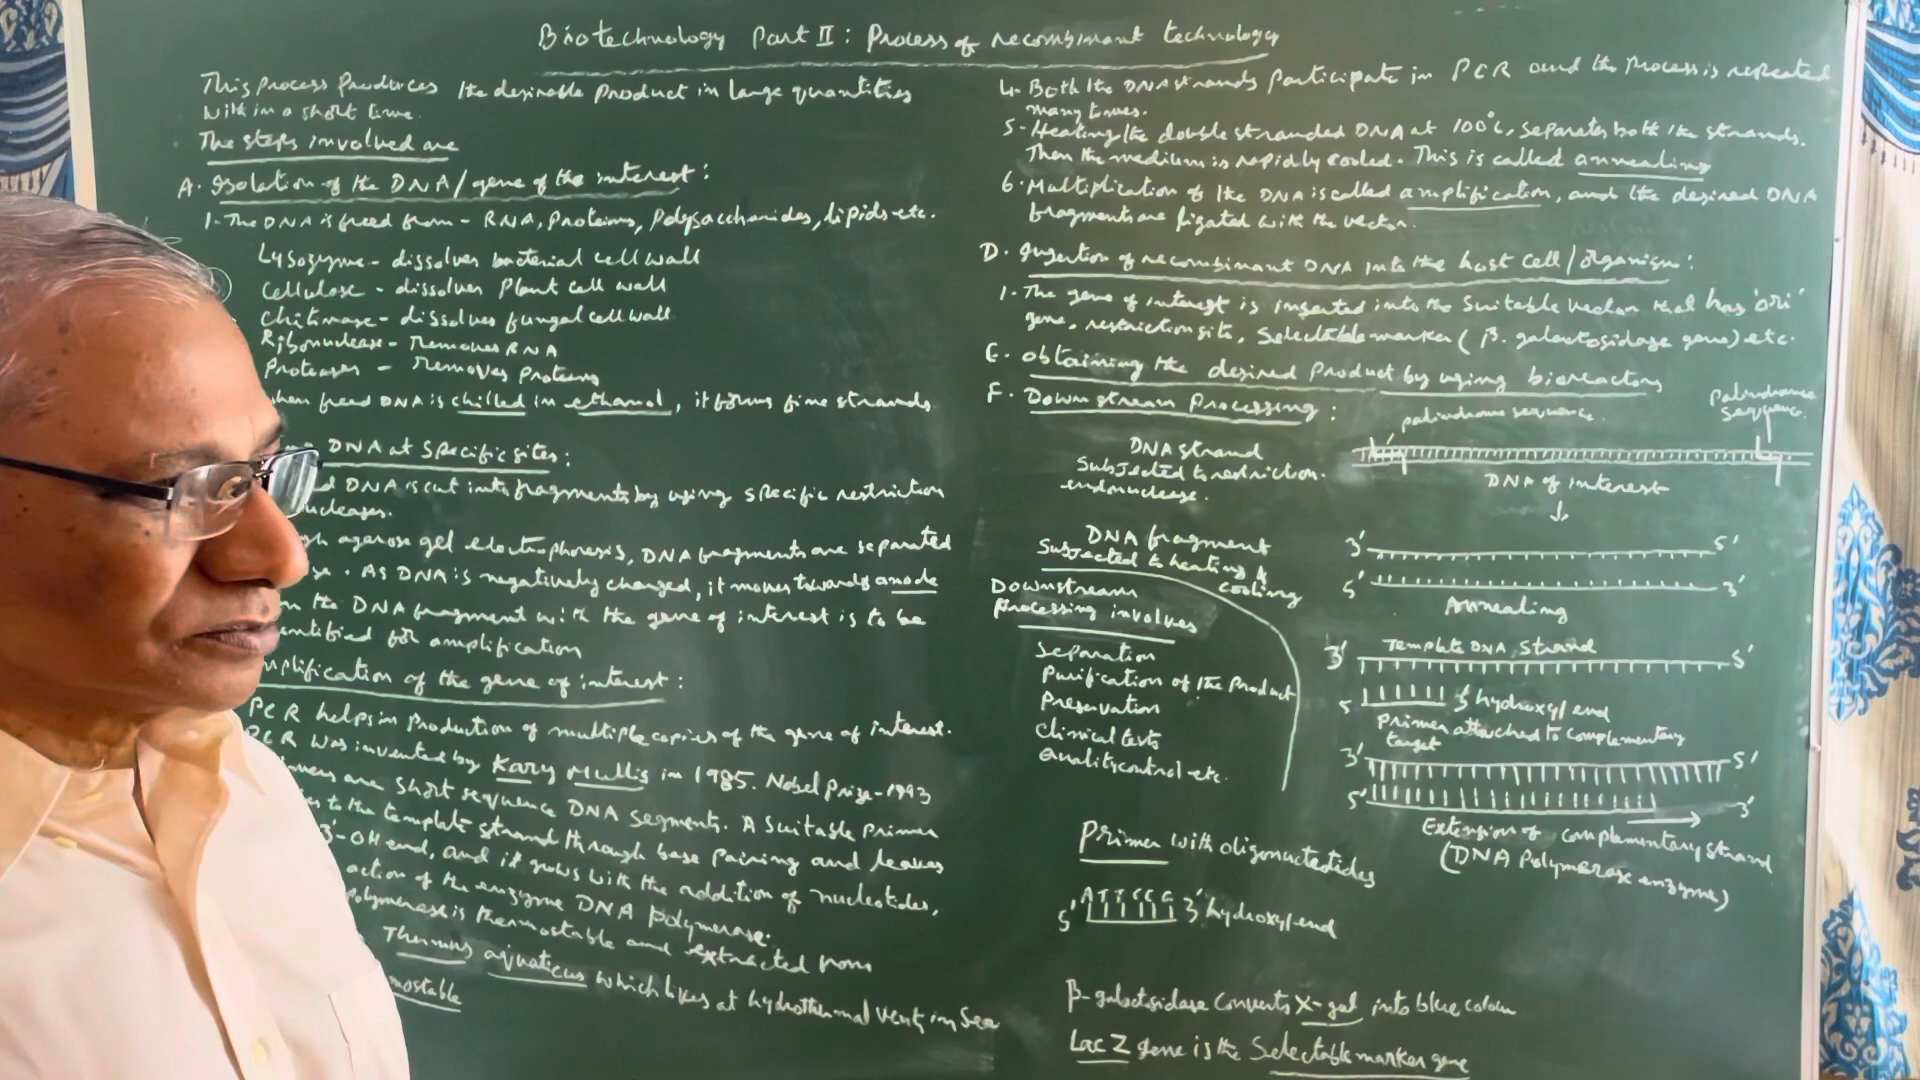 Biotechnology Part II : Process of recombinant technology
This process produces the desirable product in large quantities
with in a short time.
The steps involved are
A. Isolation of the DNA/gene of the interest :
1. The DNA is freed from - RNA, Proteins, Polysaccharides, lipids etc.
Lysozyme - dissolves bacterial cell wall
Cellulose - dissolves Plant cell wall
Chitinase - dissolves fungal cell wall
Ribonuclease - removes RNA
Proteases - removes Proteins
when freed DNA is chilled in ethanol, it forms fine strands
DNA at specific sites :
DNA is cut into fragments by using specific restriction
nucleases.
agarose gel electrophoresis, DNA fragments are separated
. As DNA is negatively charged, it moves towards anode
the DNA fragment with the gene of interest is to be
identified for amplification
amplification of the gene of interest :
PCR helps in Production of multiple copies of the gene of interest.
PCR was invented by Kary Mullis in 1985. Nobel Prize-1993
are short sequence DNA segments. A suitable primer
to the template strand through base pairing and leaves
3'-OH end, and it grows with the addition of nucleotides,
action of the enzyme DNA polymerase.
Polymerase is thermostable and extracted from
Thermus aquaticus which lives at hydrothermal vents in sea
mostable
4. Both the DNA strands participate in PCR and the process is repeated
many times.
5. Heating the double stranded DNA at 100°C, separates both the strands.
Then the medium is rapidly cooled. This is called annealing
6. Multiplication of the DNA is called amplification, and the desired DNA
fragments are ligated with the vector.
D. Insertion of recombinant DNA into the host cell/organism :
1. The gene of interest is inserted into the suitable vector that has 'ori'
gene, restriction site, selectable marker (β. galactosidase gene) etc.
E. obtaining the desired product by using bioreactors
F. Downstream Processing :
palindrome sequence.
Palindrome
sequence.
DNA strand
subjected to restriction.
endonuclease.
DNA of interest
DNA fragment
subjected to heating &
cooling
3' 5'
5' 3'
Annealing
Downstream
processing involves
Separation
Purification of the product
Preservation
Clinical tests
Quality control etc.
Template DNA strand
3' 5'
5' 3' hydroxyl end
Primer attached to complementary
target
3' 5'
5' 3'
Extension of complementary strand
(DNA Polymerase enzyme)
Primer with oligonucteotides
5' 3' hydroxyl end
β-galactosidase converts X-gal into blue colour
Lac Z gene is the Selectable marker gene